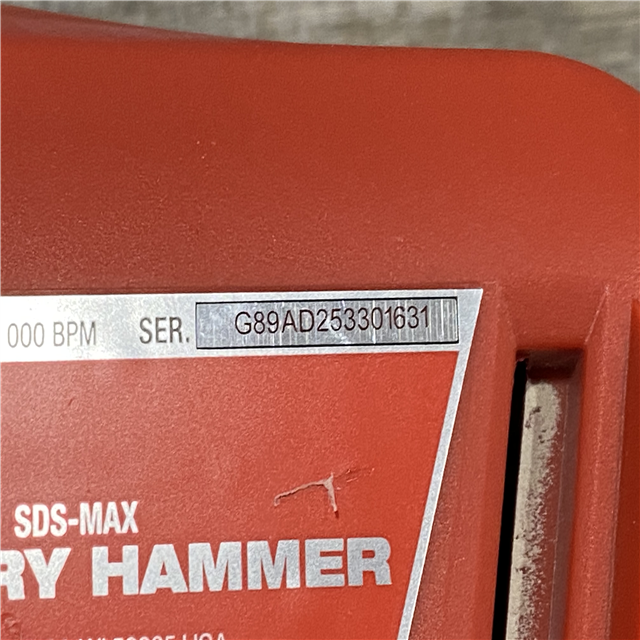 000 BPM SER. G89AD253301631
SDS-MAX
RY HAMMER